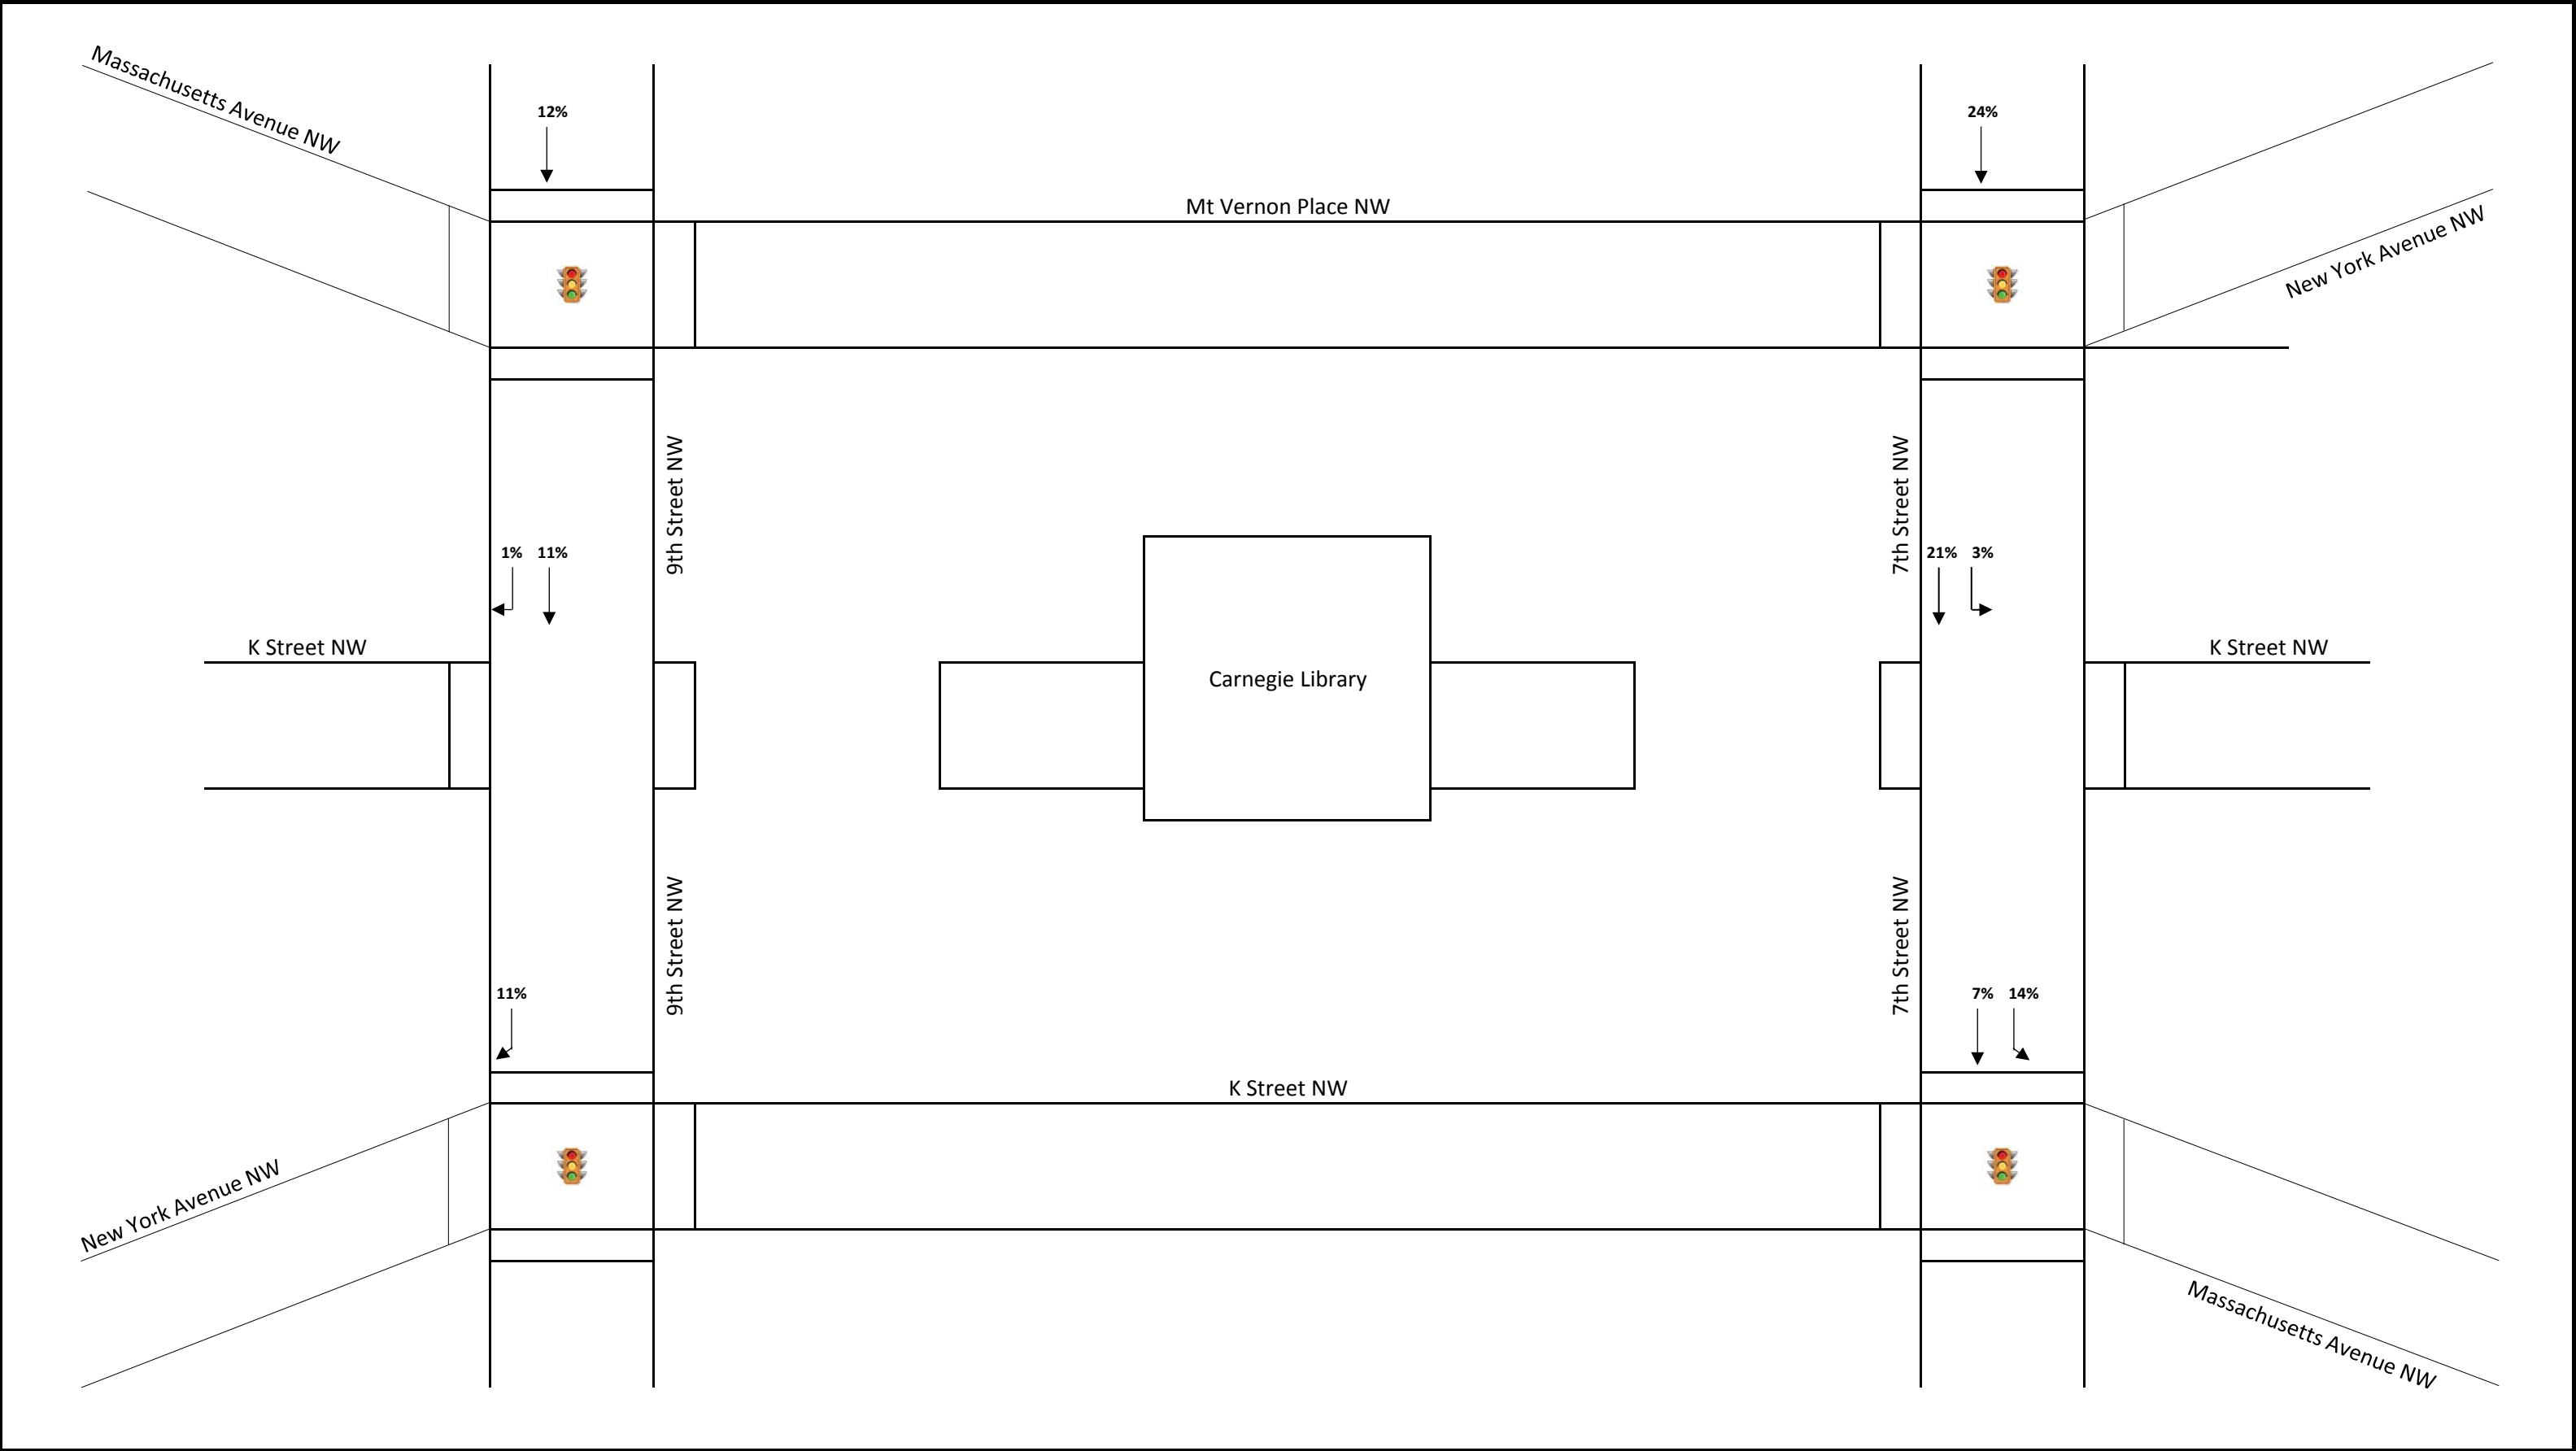 Massachusetts Avenue NW
12%
24%
Mt Vernon Place NW
New York Avenue NW
9th Street NW
7th Street NW
1% 11%
21% 3%
K Street NW
Carnegie Library
K Street NW
9th Street NW
7th Street NW
11%
7% 14%
K Street NW
New York Avenue NW
Massachusetts Avenue NW